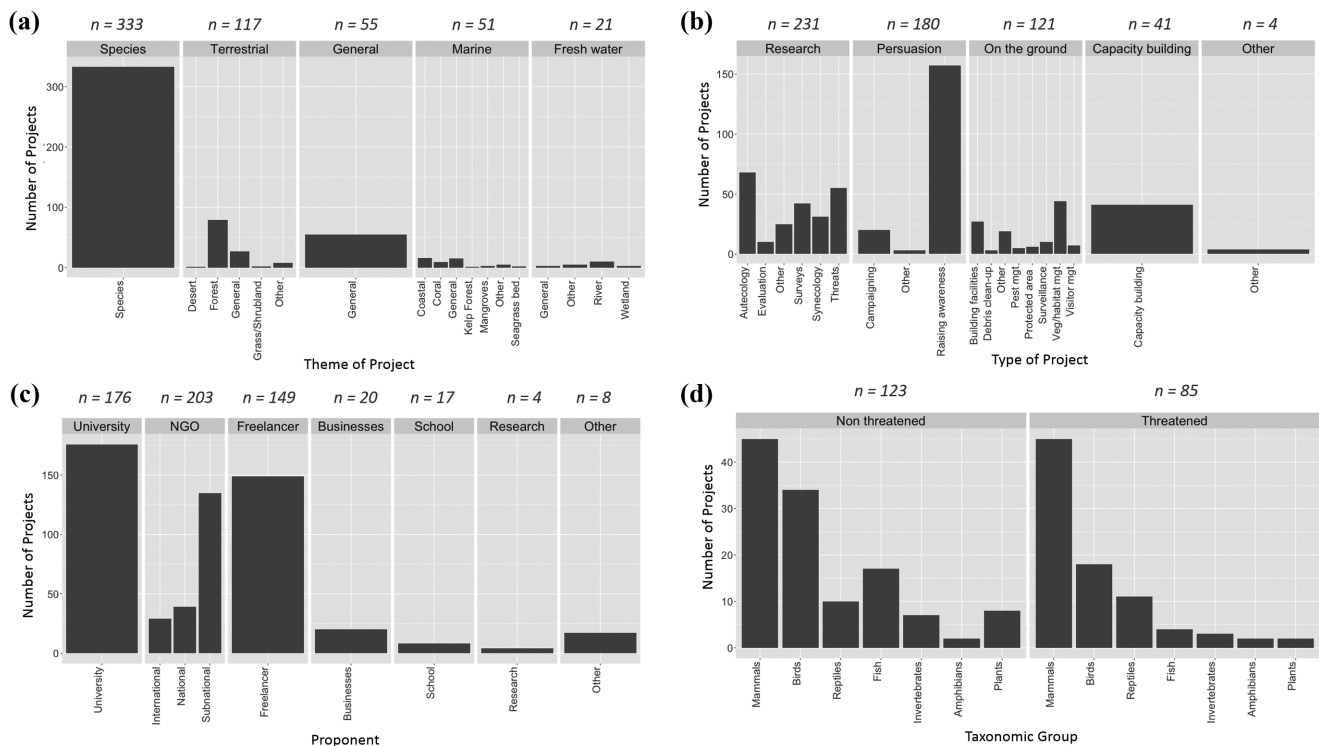 (a)
n = 333 n = 117 n = 55 n = 51 n = 21
Species Terrestrial General Marine Fresh water
Number of Projects
300
200
100
0
Species Desert Forest General Grass/Shrubland Other General Coastal Coral General Kelp Forest Mangroves Other Seagrass bed General Other River Wetland
Theme of Project
(b)
n = 231 n = 180 n = 121 n = 41 n = 4
Research Persuasion On the ground Capacity building Other
Number of Projects
150
100
50
0
Autecology Evaluation Other Surveys Synecology Threats Campaigning Other Raising awareness Building facilities Debris clean-up Other Pest mgt Protected area Surveillance Veg/habitat mgt Visitor mgt Capacity building Other
Type of Project
(c)
n = 176 n = 203 n = 149 n = 20 n = 17 n = 4 n = 8
University NGO Freelancer Businesses School Research Other
Number of Projects
150
100
50
0
University International National Subnational Freelancer Businesses School Research Other
Proponent
(d)
n = 123 n = 85
Non threatened Threatened
Number of Projects
40
30
20
10
0
Mammals Birds Reptiles Fish Invertebrates Amphibians Plants Mammals Birds Reptiles Fish Invertebrates Amphibians Plants
Taxonomic Group